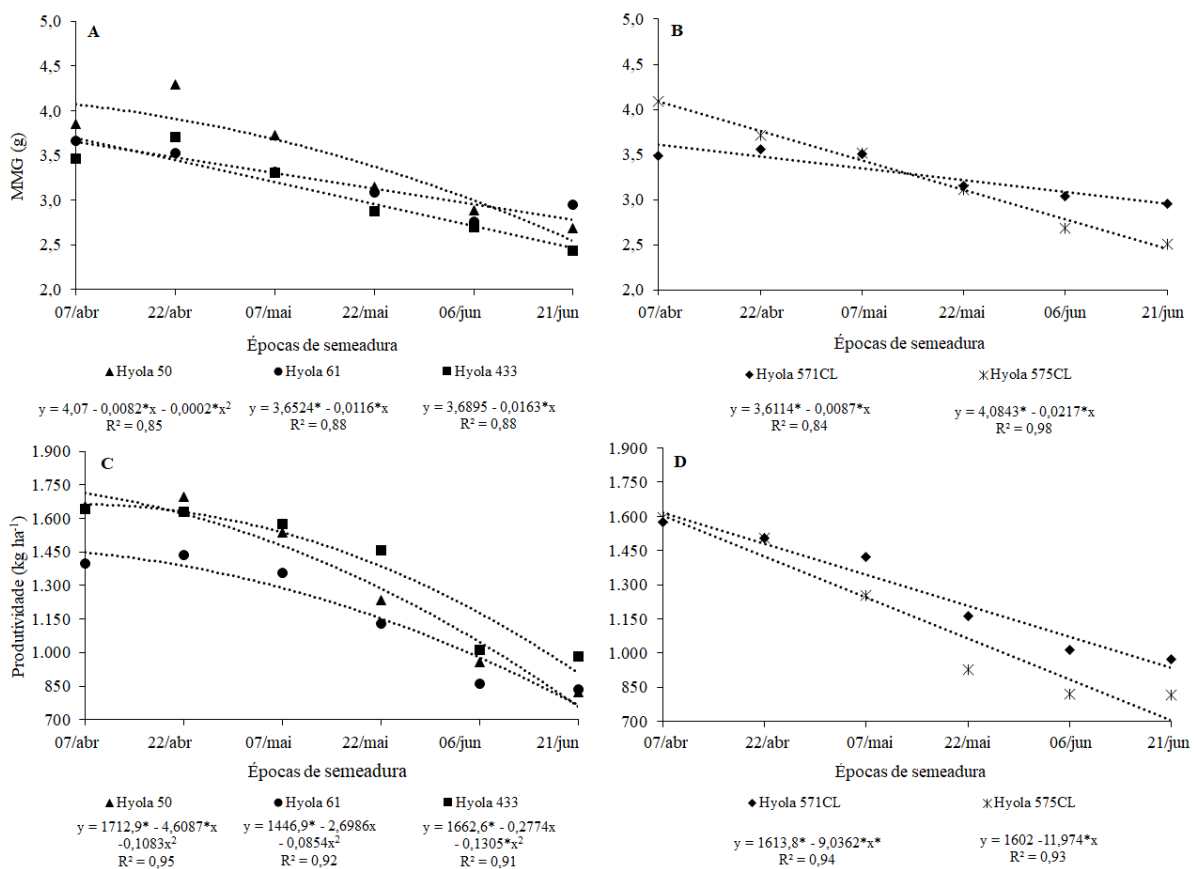 A
5,0
4,5
4,0
3,5
3,0
2,5
2,0
MMG (g)
07/abr 22/abr 07/mai 22/mai 06/jun 21/jun
Épocas de semeadura
Hyola 50 Hyola 61 Hyola 433
y = 4,07 - 0,0082*x - 0,0002*x² y = 3,6524* - 0,0116*x y = 3,6895 - 0,0163*x
R² = 0,85 R² = 0,88 R² = 0,88
B
5,0
4,5
4,0
3,5
3,0
2,5
2,0
07/abr 22/abr 07/mai 22/mai 06/jun 21/jun
Épocas de semeadura
Hyola 571CL Hyola 575CL
y = 3,6114* - 0,0087*x y = 4,0843* - 0,0217*x
R² = 0,84 R² = 0,98
C
1.900
1.750
1.600
1.450
1.300
1.150
1.000
850
700
Produtividade (kg ha⁻¹)
07/abr 22/abr 07/mai 22/mai 06/jun 21/jun
Épocas de semeadura
Hyola 50 Hyola 61 Hyola 433
y = 1712,9* - 4,6087*x y = 1446,9* - 2,6986x y = 1662,6* - 0,2774x
-0,1083x² - 0,0854x² - 0,1305*x²
R² = 0,95 R² = 0,92 R² = 0,91
D
1.900
1.750
1.600
1.450
1.300
1.150
1.000
850
700
07/abr 22/abr 07/mai 22/mai 06/jun 21/jun
Épocas de semeadura
Hyola 571CL Hyola 575CL
y = 1613,8* - 9,0362*x* y = 1602 -11,974*x
R² = 0,94 R² = 0,93